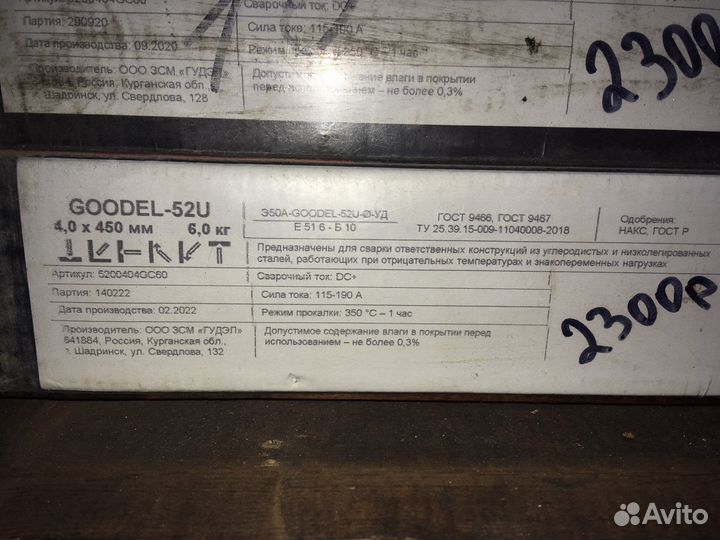 Артикул: 5200404GC60
Сварочный ток: DC+
Партия: 290920
Сила тока: 115-190 А
Дата производства: 09.2020
Режим 350 °С – 1 час
Производитель: ООО ЗСМ «ГУДЭЛ»
Россия, Курганская обл.,
Шадринск, ул. Свердлова, 128
Допустимое содержание влаги в покрытии
перед использованием – не более 0,3%
2300
GOODEL-52U
4,0 х 450 мм 6,0 кг
Э50А-GOODEL-52U-Ø-УД
Е 51 6 - Б 10
ГОСТ 9466, ГОСТ 9467
ТУ 25.39.15-009-11040008-2018
Одобрения:
НАКС, ГОСТ Р
Предназначены для сварки ответственных конструкций из углеродистых и низколегированных
сталей, работающих при отрицательных температурах и знакопеременных нагрузках
Артикул: 5200404GC60
Сварочный ток: DC+
Партия: 140222
Сила тока: 115-190 А
Дата производства: 02.2022
Режим прокалки: 350 °С – 1 час
Производитель: ООО ЗСМ «ГУДЭЛ»
641884, Россия, Курганская обл.,
г. Шадринск, ул. Свердлова, 132
Допустимое содержание влаги в покрытии перед
использованием – не более 0,3%
2300р
Avito